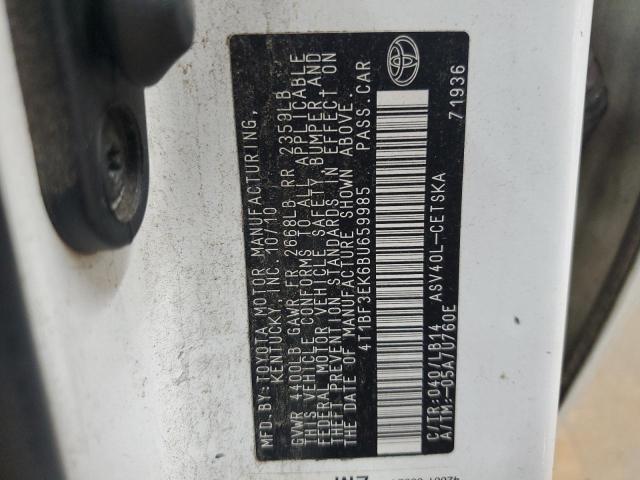 MFD.BY:TOYOTA MOTOR MANUFACTURING,
KENTUCKY,INC. 10/10
GVWR 4400LB GAWR FR 2668LB RR 2359LB
THIS VEHICLE CONFORMS TO ALL APPLICABLE
FEDERAL MOTOR VEHICLE SAFETY, BUMPER AND
THEFT PREVENTION STANDARDS IN EFFECT ON
THE DATE OF MANUFACTURE SHOWN ABOVE.
4T1BF3EK6BU659985 PASS.CAR
C/TR:040/LB14 ASV40L-CETSKA
A/TM:-05A/U760E 71936